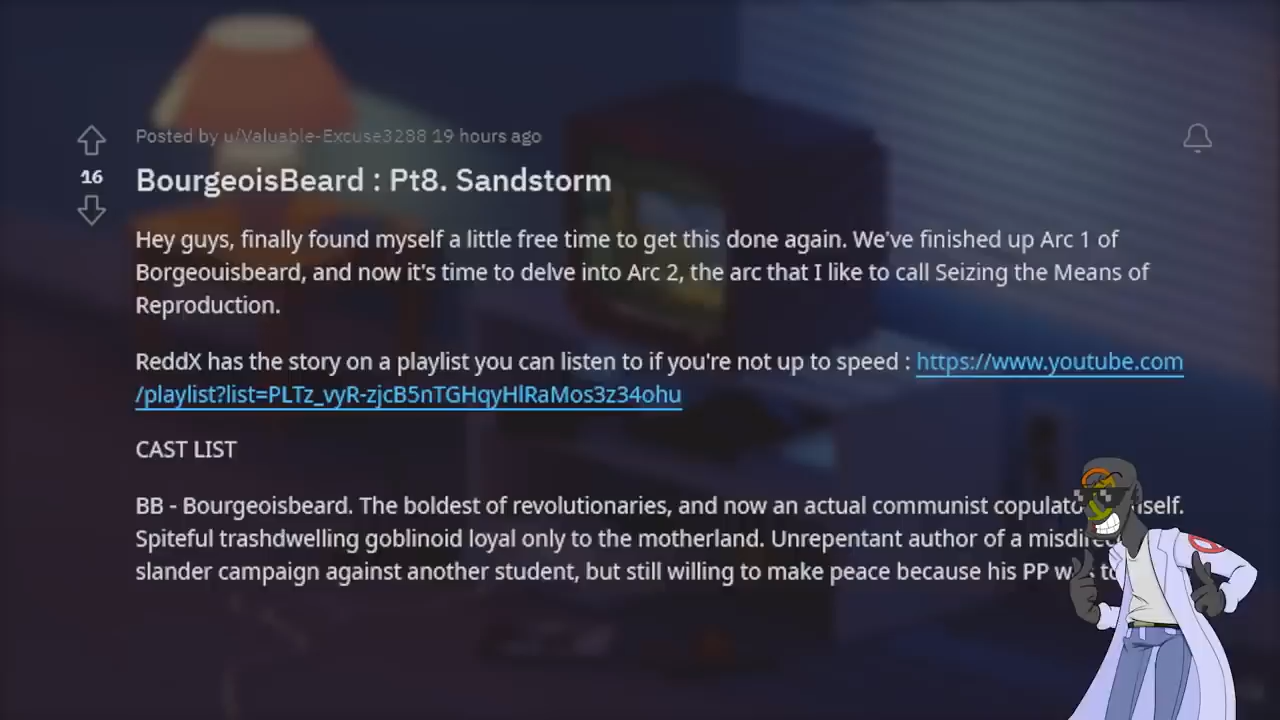 Posted by u/Valuable-Excuse3288 19 hours ago
16
BourgeoisBeard : Pt8. Sandstorm
Hey guys, finally found myself a little free time to get this done again. We've finished up Arc 1 of
Borgeouisbeard, and now it's time to delve into Arc 2, the arc that I like to call Seizing the Means of
Reproduction.
ReddX has the story on a playlist you can listen to if you're not up to speed : https://www.youtube.com
/playlist?list=PLTz_vyR-zjcB5nTGHqyHlRaMos3z34ohu
CAST LIST
BB - Bourgeoisbeard. The boldest of revolutionaries, and now an actual communist
Spiteful trashdwelling goblinoid loyal only to the motherland. Unrepentant author of a
slander campaign against another student, but still willing to make peace because his PP